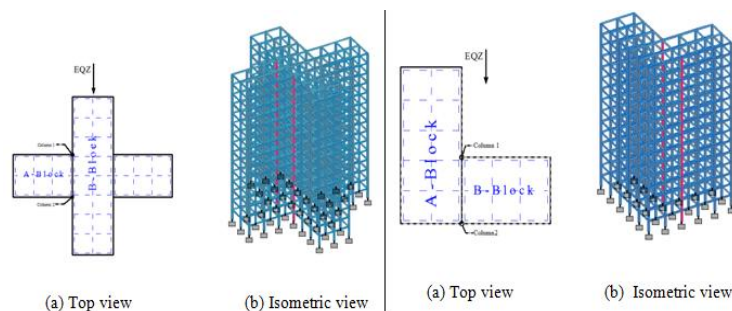 EQZ
Column 1
A-Block
B-Block
Column 2
(a) Top view
(b) Isometric view
EQZ
Column 1
A-Block
B-Block
Column2
(a) Top view
(b) Isometric view